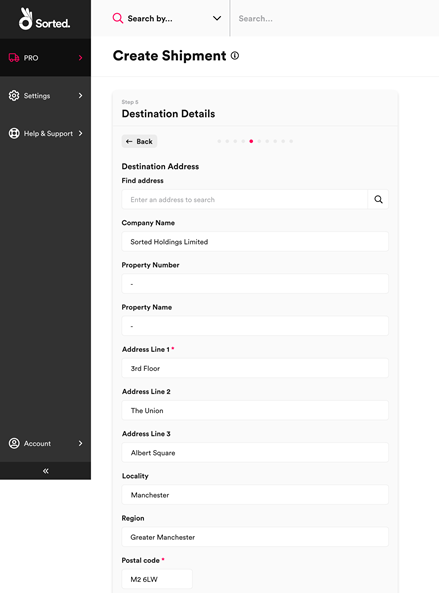 Sorted.
Search by...
Search...
PRO
Create Shipment
Settings
Step 5
Destination Details
Help & Support
← Back
Destination Address
Find address
Enter an address to search
Company Name
Sorted Holdings Limited
Property Number
-
Property Name
-
Address Line 1 *
3rd Floor
Address Line 2
The Union
Address Line 3
Albert Square
Account
Locality
Manchester
Region
Greater Manchester
Postal code *
M2 6LW